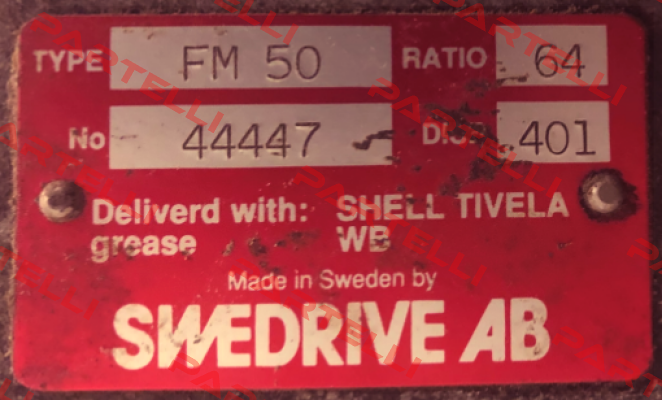 TYPE FM 50 RATIO 64
No 44447 401
Deliverd with: SHELL TIVELA
grease WB
Made in Sweden by
SWEDRIVE AB
PARTELLI